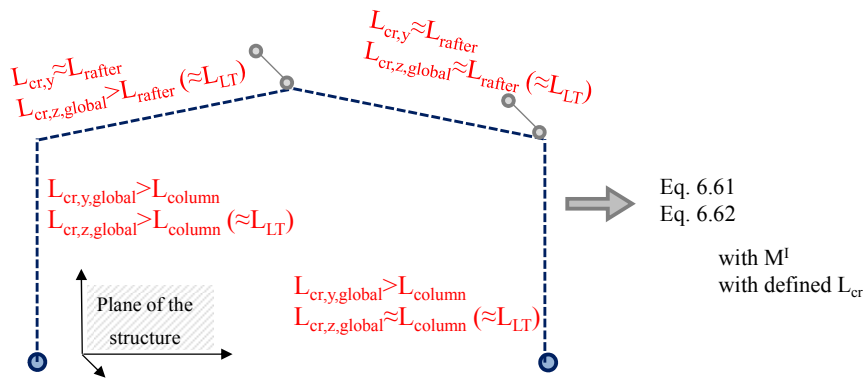 L_cr,y≈L_rafter
L_cr,z,global>L_rafter (≈L_LT)
L_cr,y≈L_rafter
L_cr,z,global≈L_rafter (≈L_LT)
L_cr,y,global>L_column
L_cr,z,global>L_column (≈L_LT)
Eq. 6.61
Eq. 6.62
with M^I
with defined L_cr
Plane of the
structure
L_cr,y,global>L_column
L_cr,z,global≈L_column (≈L_LT)